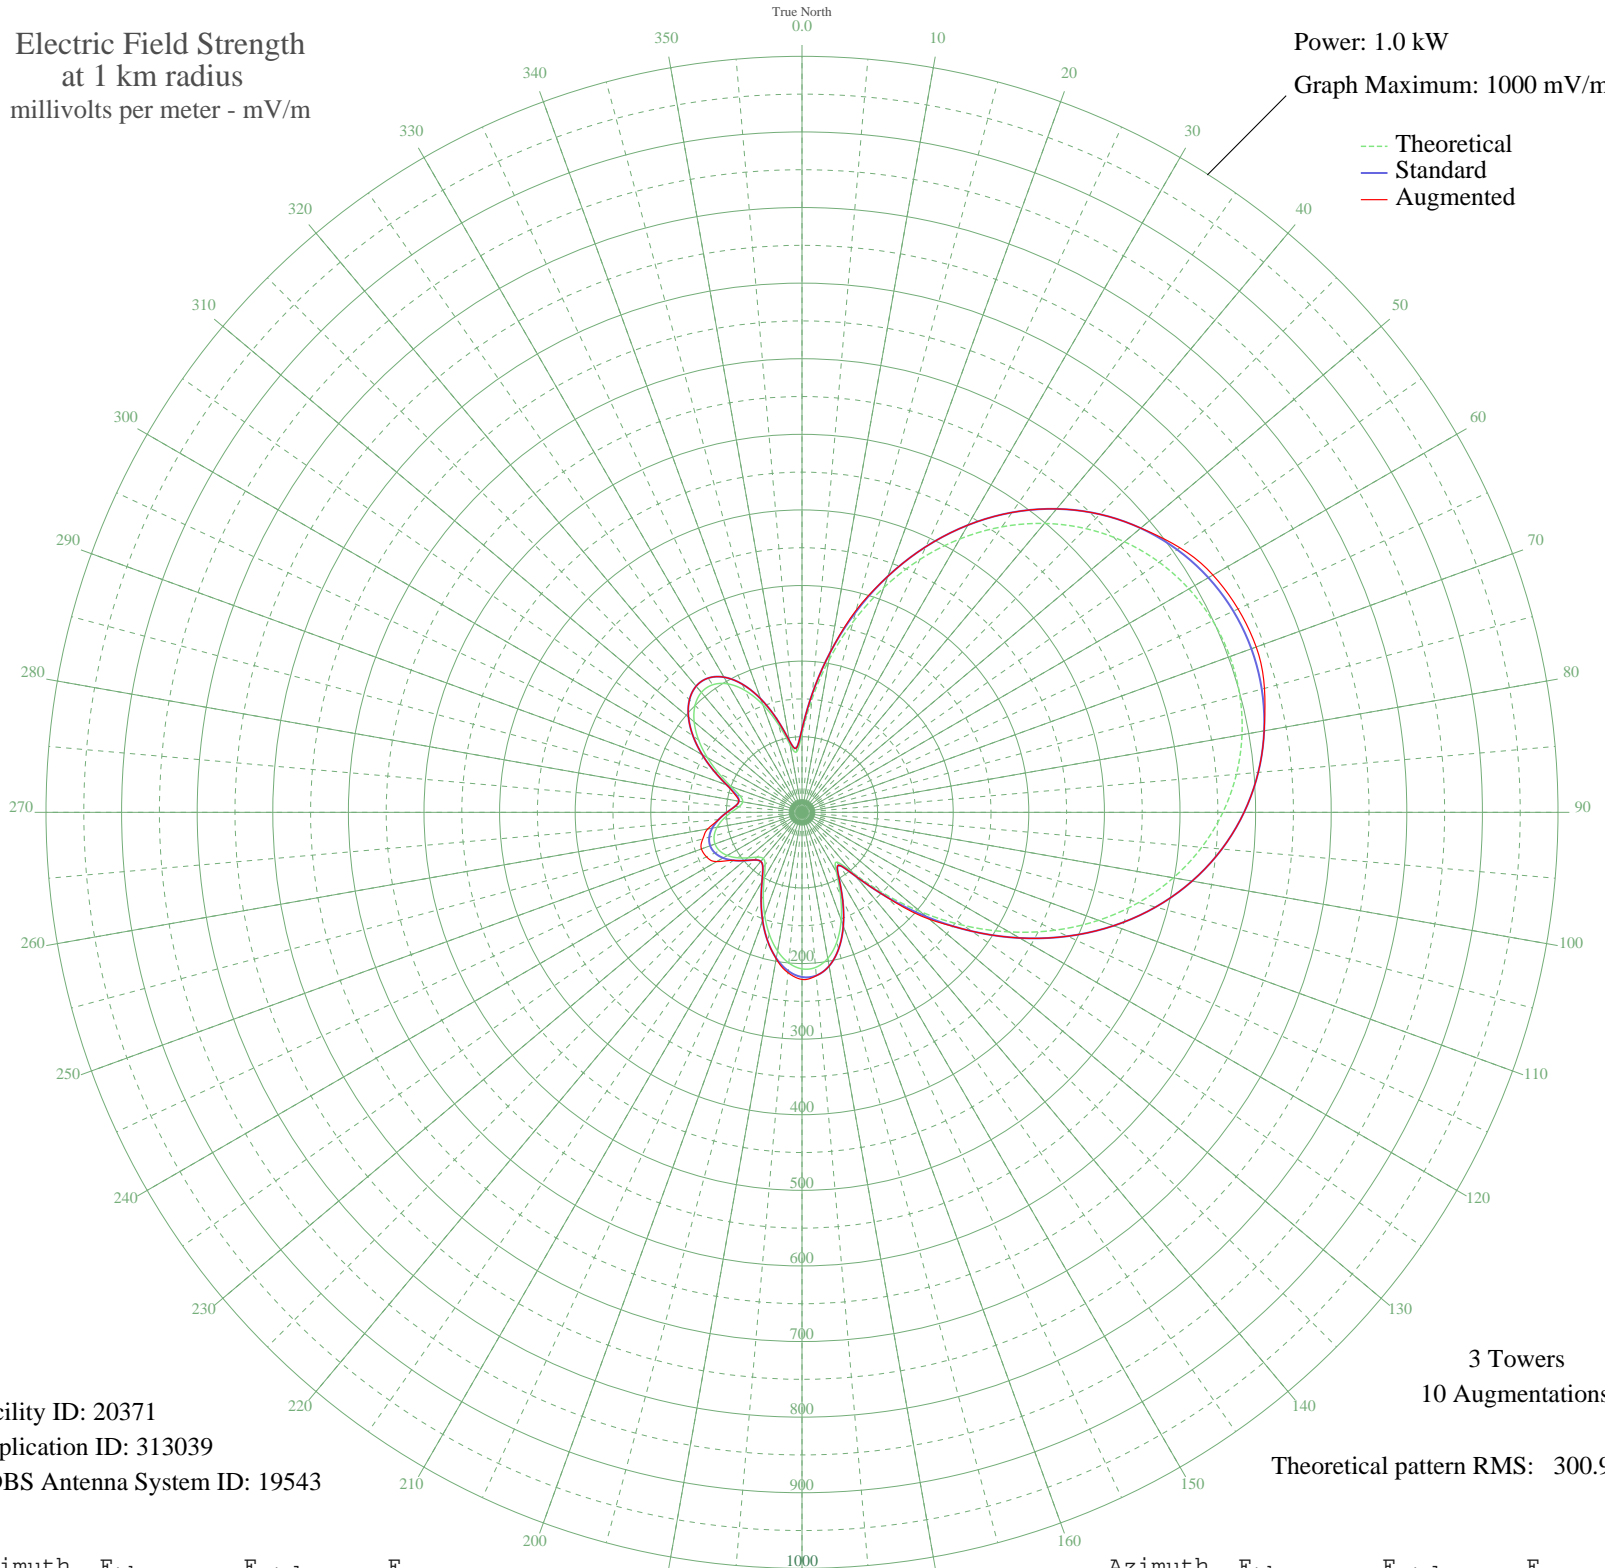 True North
0.0
Electric Field Strength
at 1 km radius
millivolts per meter - mV/m
Power: 1.0 kW
Graph Maximum: 1000 mV/m
Theoretical
Standard
Augmented
10
20
30
40
50
60
70
80
90
100
110
120
130
140
150
160
200
210
220
230
240
250
260
270
280
290
300
310
320
330
340
350
200
300
400
500
600
700
800
900
1000
3 Towers
10 Augmentations
Theoretical pattern RMS: 300.9
cility ID: 20371
plication ID: 313039
DBS Antenna System ID: 19543
imuth E E E
Azimuth E E E